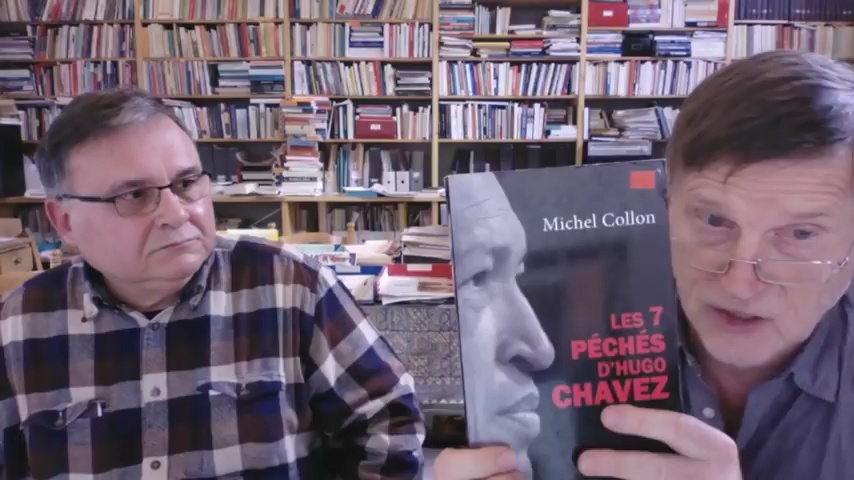 Michel Collon
LES 7
PÉCHÉS
D'HUGO
CHAVEZ